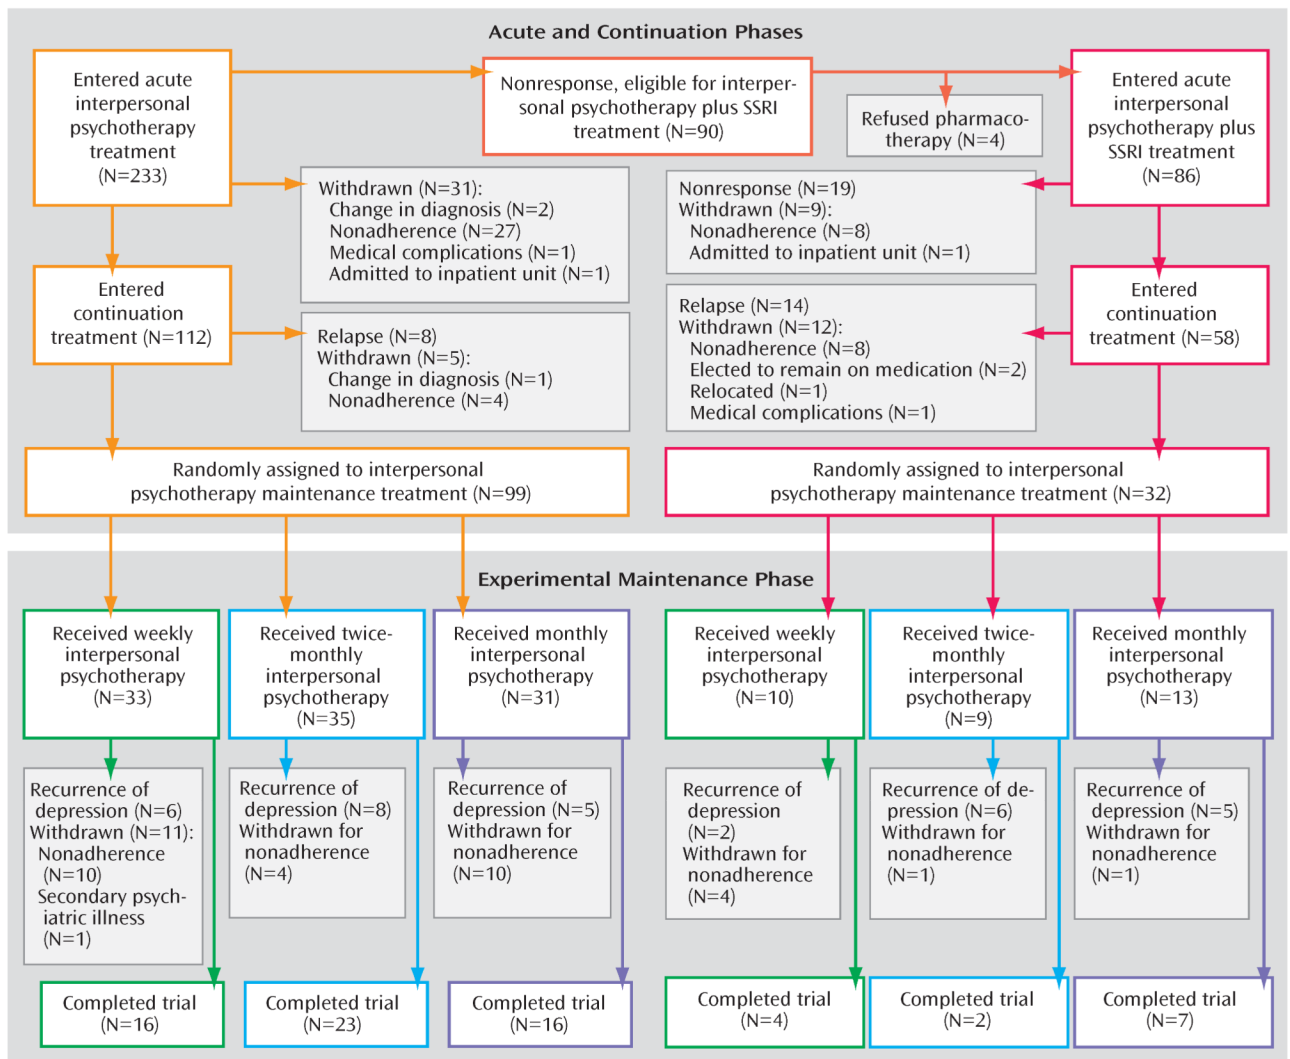 Acute and Continuation Phases
Entered acute
interpersonal
psychotherapy
treatment
(N=233)
Nonresponse, eligible for interper-
sonal psychotherapy plus SSRI
treatment (N=90)
Refused pharmaco-
therapy (N=4)
Entered acute
interpersonal
psychotherapy plus
SSRI treatment
(N=86)
Withdrawn (N=31):
Change in diagnosis (N=2)
Nonadherence (N=27)
Medical complications (N=1)
Admitted to inpatient unit (N=1)
Nonresponse (N=19)
Withdrawn (N=9):
Nonadherence (N=8)
Admitted to inpatient unit (N=1)
Entered
continuation
treatment (N=112)
Relapse (N=8)
Withdrawn (N=5):
Change in diagnosis (N=1)
Nonadherence (N=4)
Relapse (N=14)
Withdrawn (N=12):
Nonadherence (N=8)
Elected to remain on medication (N=2)
Relocated (N=1)
Medical complications (N=1)
Entered
continuation
treatment (N=58)
Randomly assigned to interpersonal
psychotherapy maintenance treatment (N=99)
Randomly assigned to interpersonal
psychotherapy maintenance treatment (N=32)
Experimental Maintenance Phase
Received weekly
interpersonal
psychotherapy
(N=33)
Received twice-
monthly
interpersonal
psychotherapy
(N=35)
Received monthly
interpersonal
psychotherapy
(N=31)
Received weekly
interpersonal
psychotherapy
(N=10)
Received twice-
monthly
interpersonal
psychotherapy
(N=9)
Received monthly
interpersonal
psychotherapy
(N=13)
Recurrence of
depression (N=6)
Withdrawn (N=11):
Nonadherence
(N=10)
Secondary psych-
iatric illness
(N=1)
Recurrence of
depression (N=8)
Withdrawn for
nonadherence
(N=4)
Recurrence of
depression (N=5)
Withdrawn for
nonadherence
(N=10)
Recurrence of
depression
(N=2)
Withdrawn for
nonadherence
(N=4)
Recurrence of de-
pression (N=6)
Withdrawn for
nonadherence
(N=1)
Recurrence of
depression (N=5)
Withdrawn for
nonadherence
(N=1)
Completed trial
(N=16)
Completed trial
(N=23)
Completed trial
(N=16)
Completed trial
(N=4)
Completed trial
(N=2)
Completed trial
(N=7)